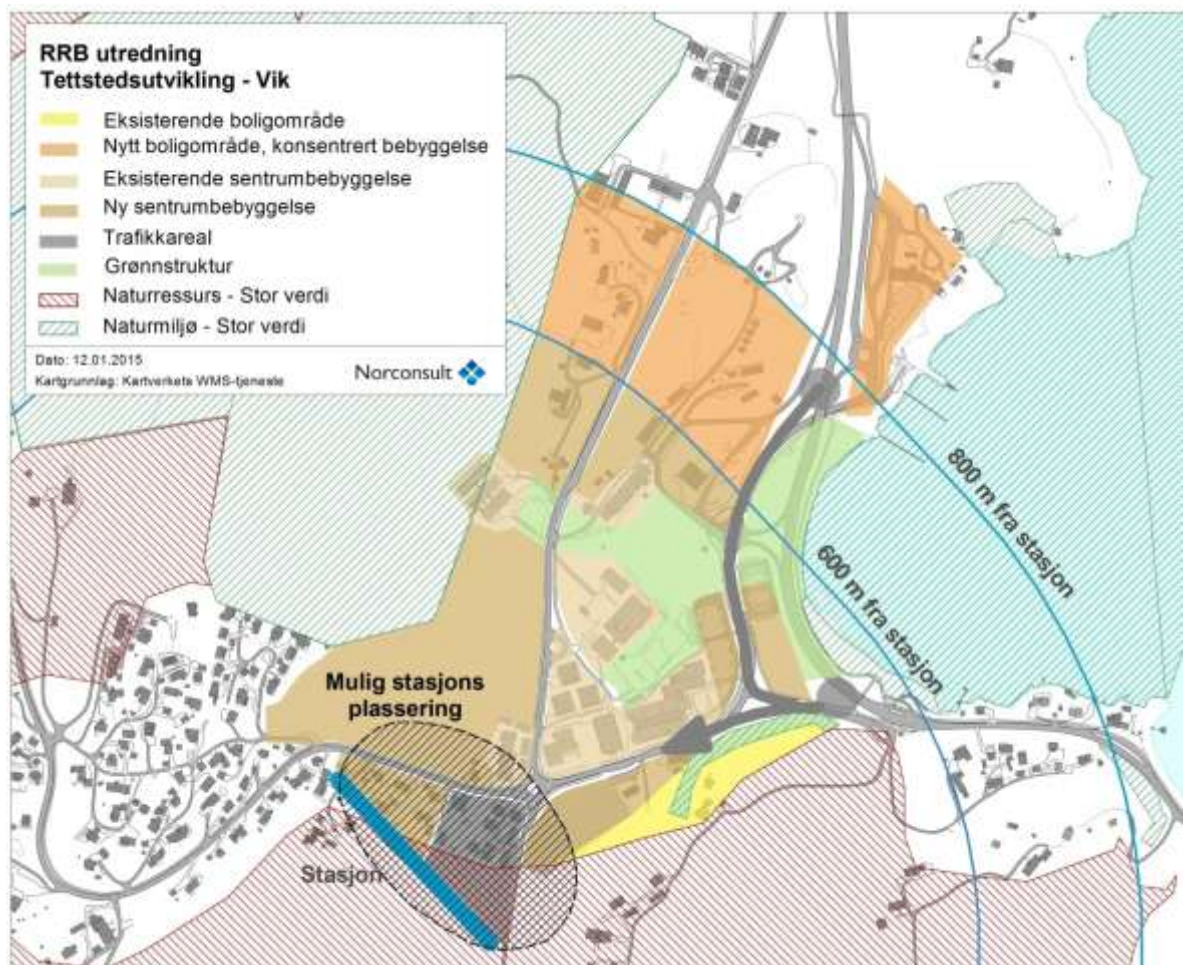 RRB utredning
Tettstedsutvikling - Vik
Eksisterende boligområde
Nytt boligområde, konsentrert bebyggelse
Eksisterende sentrumbebyggelse
Ny sentrumbebyggelse
Trafikkareal
Grønnstruktur
Naturressurs - Stor verdi
Naturmiljø - Stor verdi
Dato: 12.01.2015
Kartgrunnlag: Kartverkets WMS-tjeneste
Norconsult
800 m fra stasjon
600 m fra stasjon
Mulig stasjons
plassering
Stasjon